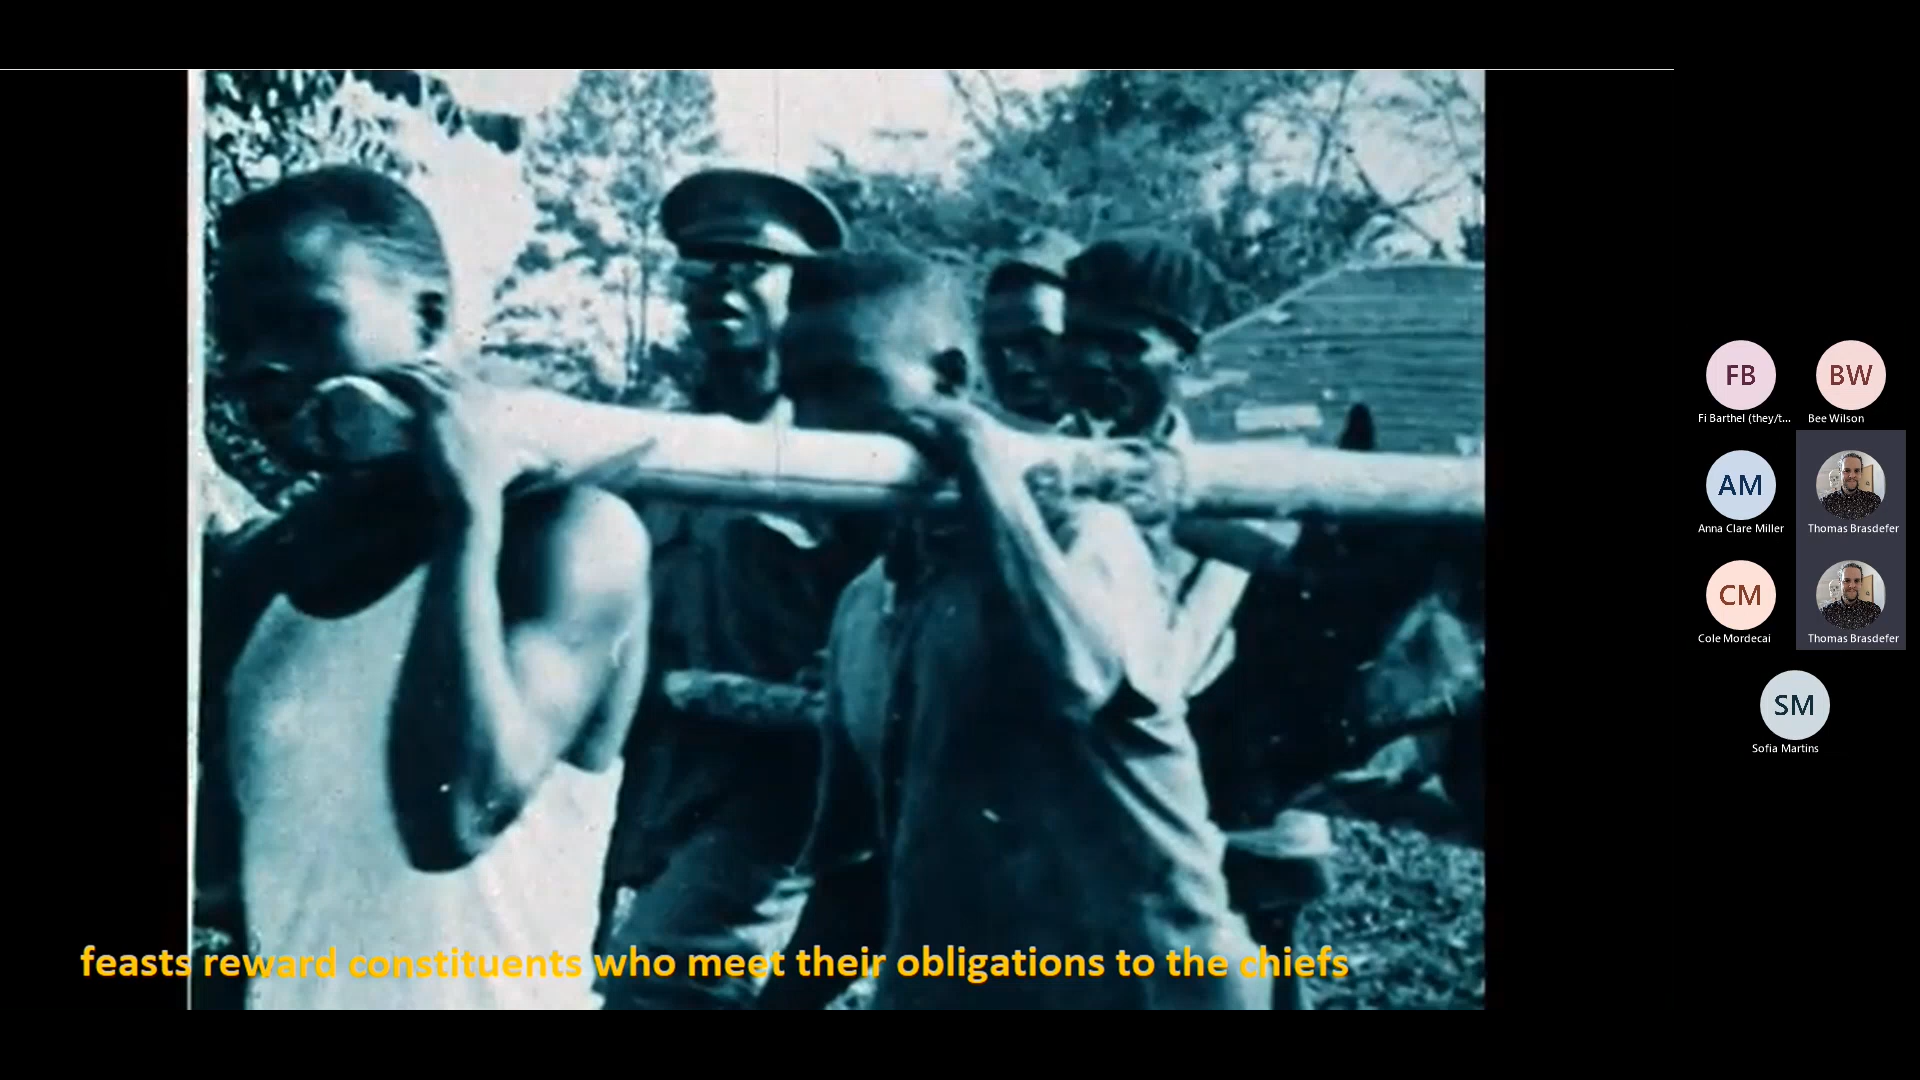 feasts reward constituents who meet their obligations to the chiefs
FB
Fi Barthel (they/t...
BW
Bee Wilson
AM
Anna Clare Miller
Thomas Brasdefer
CM
Cole Mordecai
Thomas Brasdefer
SM
Sofia Martins